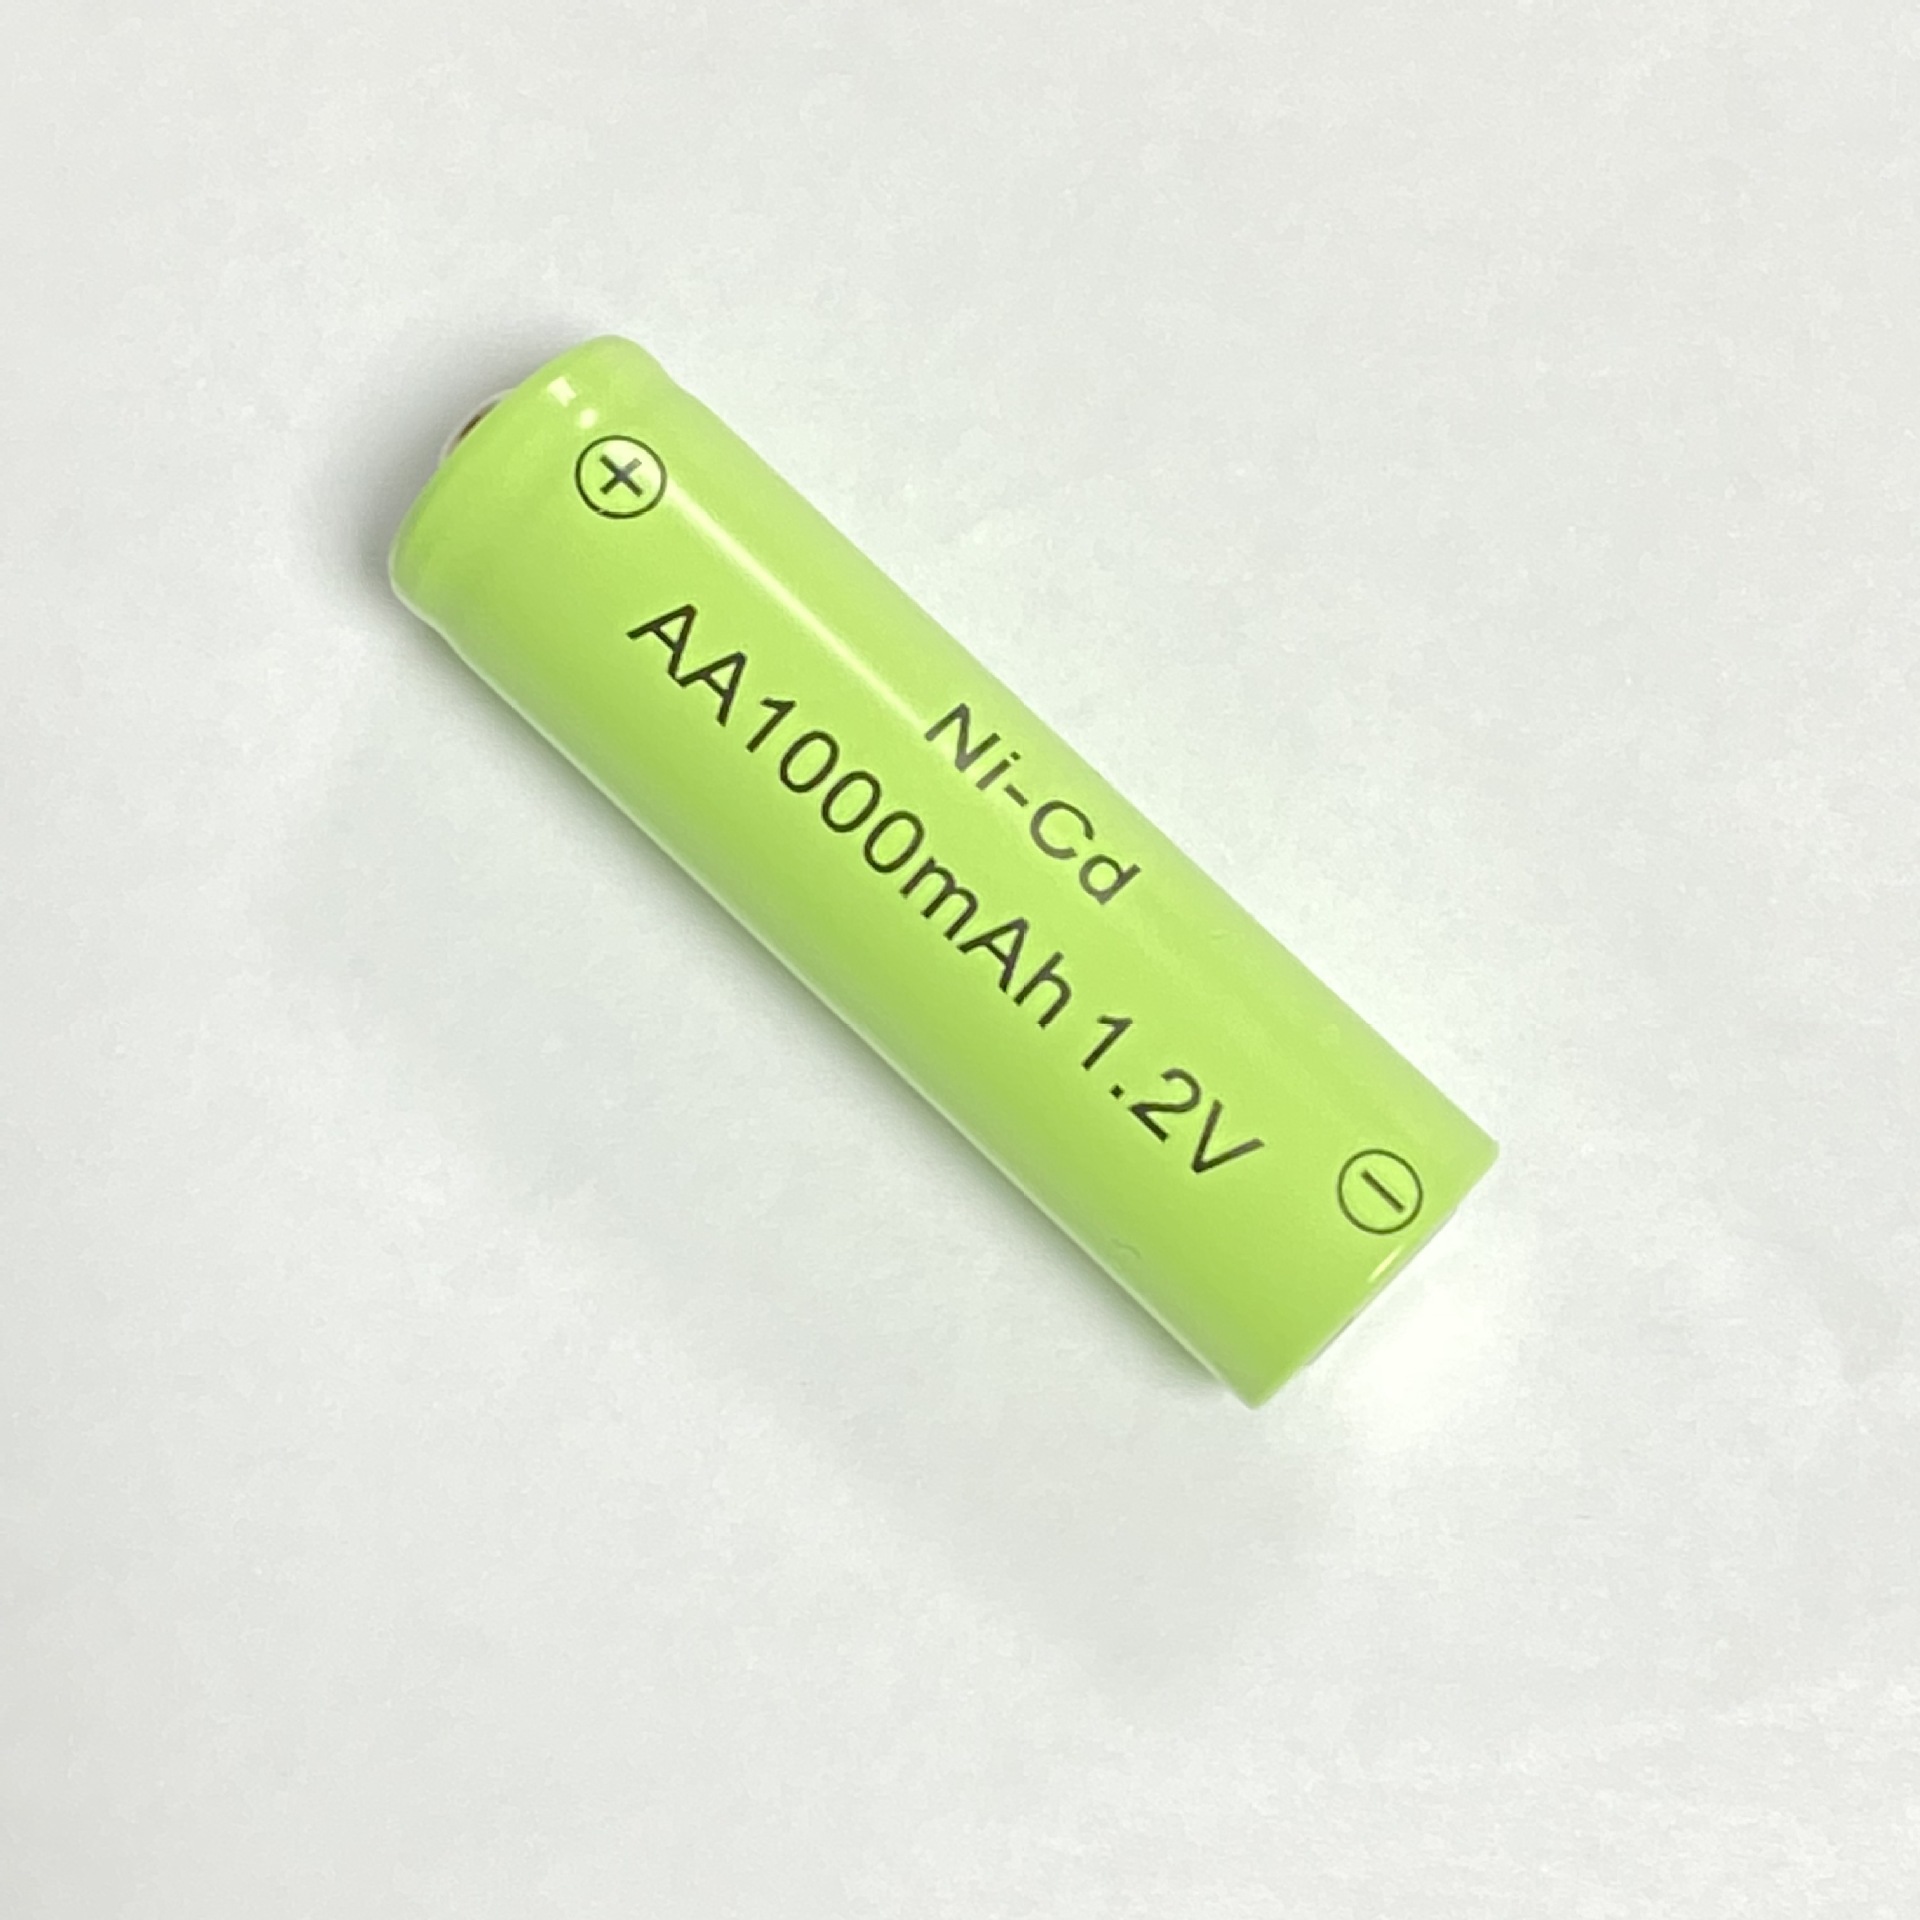 ⊕
Ni-Cd
AA1000mAh 1.2V
⊖